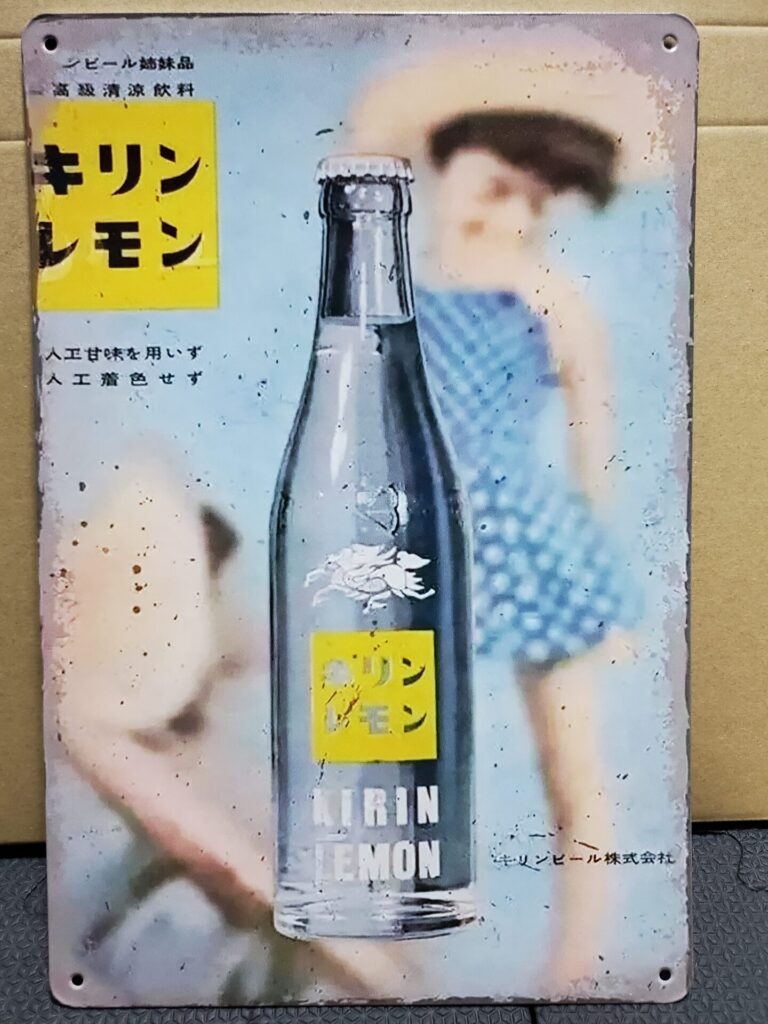 ンビール姉妹品
高級清涼飲料
キリン
レモン
人工甘味を用いず
人工着色せず
キリン
レモン
KIRIN
LEMON
キリンビール株式会社